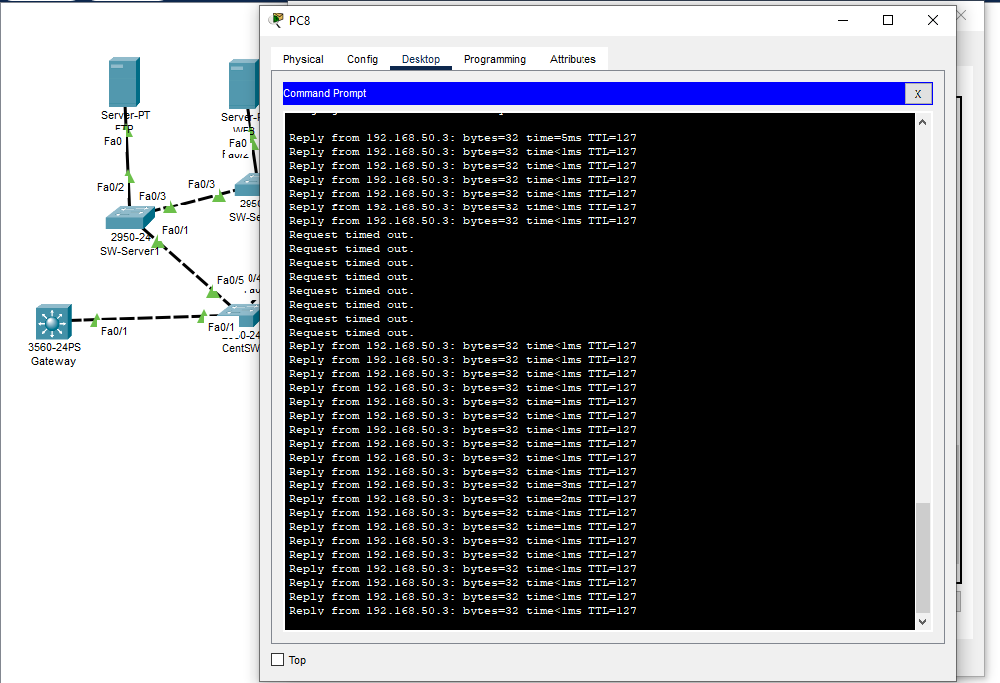 PC8
Physical Config Desktop Programming Attributes
Command Prompt
X
Reply from 192.168.50.3: bytes=32 time=5ms TTL=127
Reply from 192.168.50.3: bytes=32 time<1ms TTL=127
Reply from 192.168.50.3: bytes=32 time<1ms TTL=127
Reply from 192.168.50.3: bytes=32 time<1ms TTL=127
Reply from 192.168.50.3: bytes=32 time<1ms TTL=127
Reply from 192.168.50.3: bytes=32 time<1ms TTL=127
Reply from 192.168.50.3: bytes=32 time<1ms TTL=127
Request timed out.
Request timed out.
Request timed out.
Request timed out.
Request timed out.
Request timed out.
Request timed out.
Request timed out.
Reply from 192.168.50.3: bytes=32 time<1ms TTL=127
Reply from 192.168.50.3: bytes=32 time<1ms TTL=127
Reply from 192.168.50.3: bytes=32 time<1ms TTL=127
Reply from 192.168.50.3: bytes=32 time<1ms TTL=127
Reply from 192.168.50.3: bytes=32 time=1ms TTL=127
Reply from 192.168.50.3: bytes=32 time<1ms TTL=127
Reply from 192.168.50.3: bytes=32 time<1ms TTL=127
Reply from 192.168.50.3: bytes=32 time=1ms TTL=127
Reply from 192.168.50.3: bytes=32 time<1ms TTL=127
Reply from 192.168.50.3: bytes=32 time<1ms TTL=127
Reply from 192.168.50.3: bytes=32 time=3ms TTL=127
Reply from 192.168.50.3: bytes=32 time=2ms TTL=127
Reply from 192.168.50.3: bytes=32 time<1ms TTL=127
Reply from 192.168.50.3: bytes=32 time<1ms TTL=127
Reply from 192.168.50.3: bytes=32 time<1ms TTL=127
Reply from 192.168.50.3: bytes=32 time<1ms TTL=127
Reply from 192.168.50.3: bytes=32 time<1ms TTL=127
Reply from 192.168.50.3: bytes=32 time<1ms TTL=127
Reply from 192.168.50.3: bytes=32 time<1ms TTL=127
Reply from 192.168.50.3: bytes=32 time<1ms TTL=127
Top
Server-PT
FTP
Fa0
Server-
WEB
Fa0
Fa0/2
Fa0/2
Fa0/3
Fa0/3
295
SW-Se
2950-24
SW-Server1
Fa0/1
Fa0/5
0/4
Fa0/1
Fa0/1
CentSW
3560-24PS
Gateway